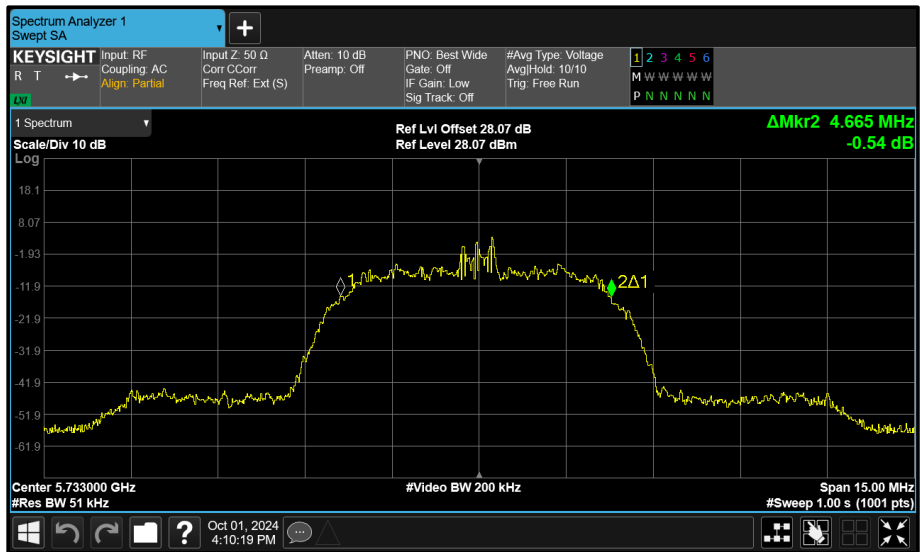 Spectrum Analyzer 1
Swept SA
+
KEYSIGHT
R T
LXI
Input: RF
Coupling: AC
Align: Partial
Input Z: 50 Ω
Corr CCorr
Freq Ref: Ext (S)
Atten: 10 dB
Preamp: Off
PNO: Best Wide
Gate: Off
IF Gain: Low
Sig Track: Off
#Avg Type: Voltage
Avg|Hold: 10/10
Trig: Free Run
1 2 3 4 5 6
M W W W W W
P N N N N N
1 Spectrum
Scale/Div 10 dB
Ref Lvl Offset 28.07 dB
Ref Level 28.07 dBm
ΔMkr2 4.665 MHz
-0.54 dB
Log
18.1
8.07
-1.93
-11.9
-21.9
-31.9
-41.9
-51.9
-61.9
1
2Δ1
Center 5.733000 GHz
#Res BW 51 kHz
#Video BW 200 kHz
Span 15.00 MHz
#Sweep 1.00 s (1001 pts)
?
Oct 01, 2024
4:10:19 PM